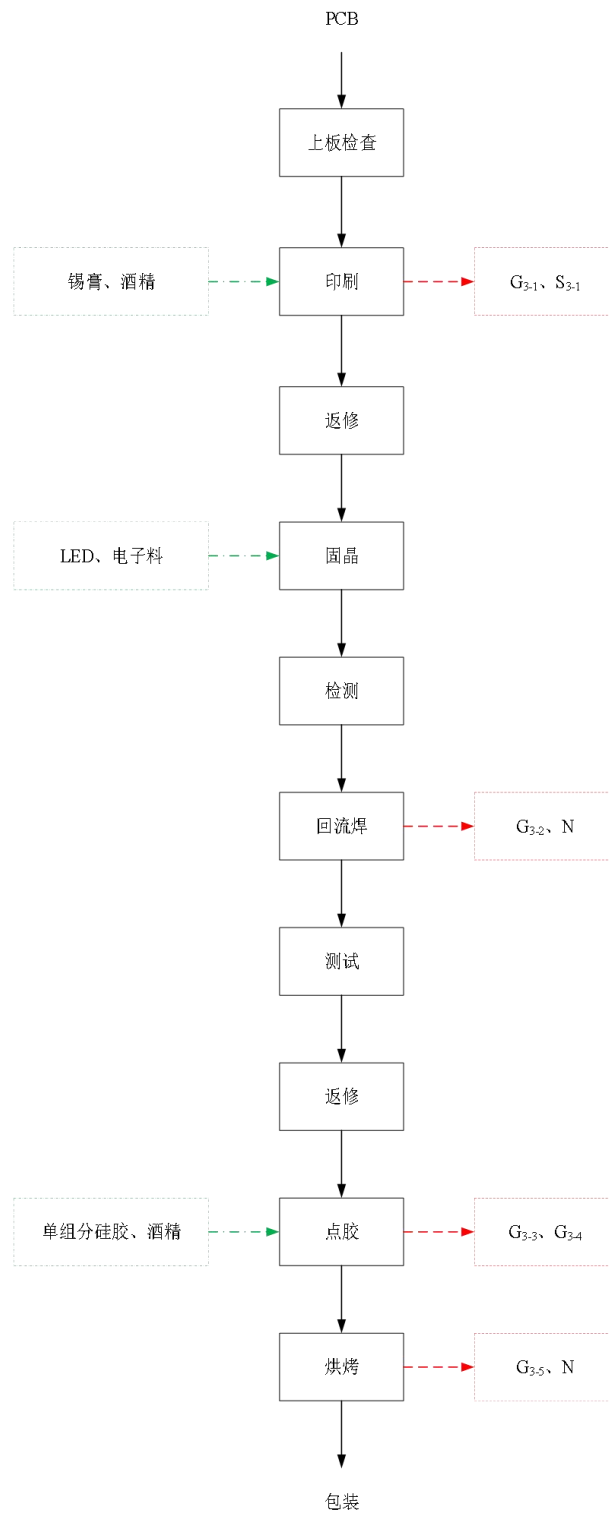 PCB
上板检查
锡膏、酒精
印刷
G3-1、S3-1
返修
LED、电子料
固晶
检测
回流焊
G3-2、N
测试
返修
单组分硅胶、酒精
点胶
G3-3、G3-4
烘烤
G3-5、N
包装